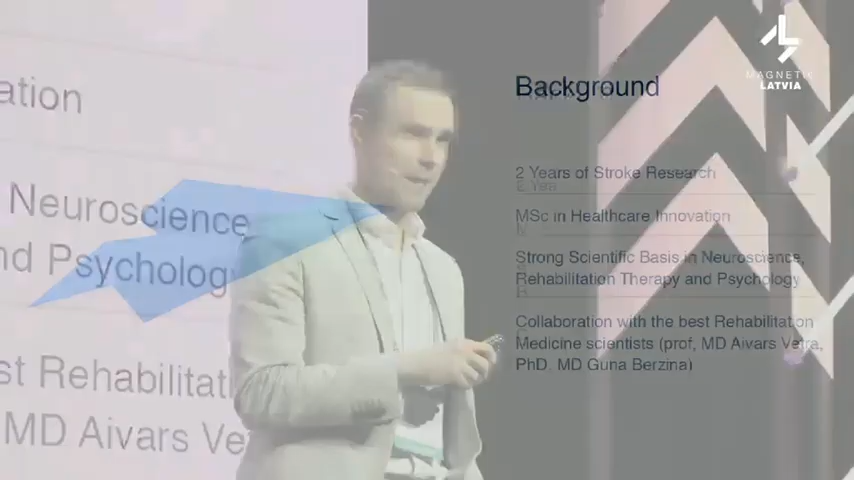 MAGNETIC
LATVIA
Background
2 Years of Stroke Research
MSc in Healthcare Innovation
Strong Scientific Basis in Neuroscience,
Rehabilitation Therapy and Psychology
Collaboration with the best Rehabilitation
Medicine scientists (prof, MD Aivars Vetra,
PhD, MD Guna Berzina)
ation
Neuroscience
nd Psychology
st Rehabilitati
MD Aivars Ve